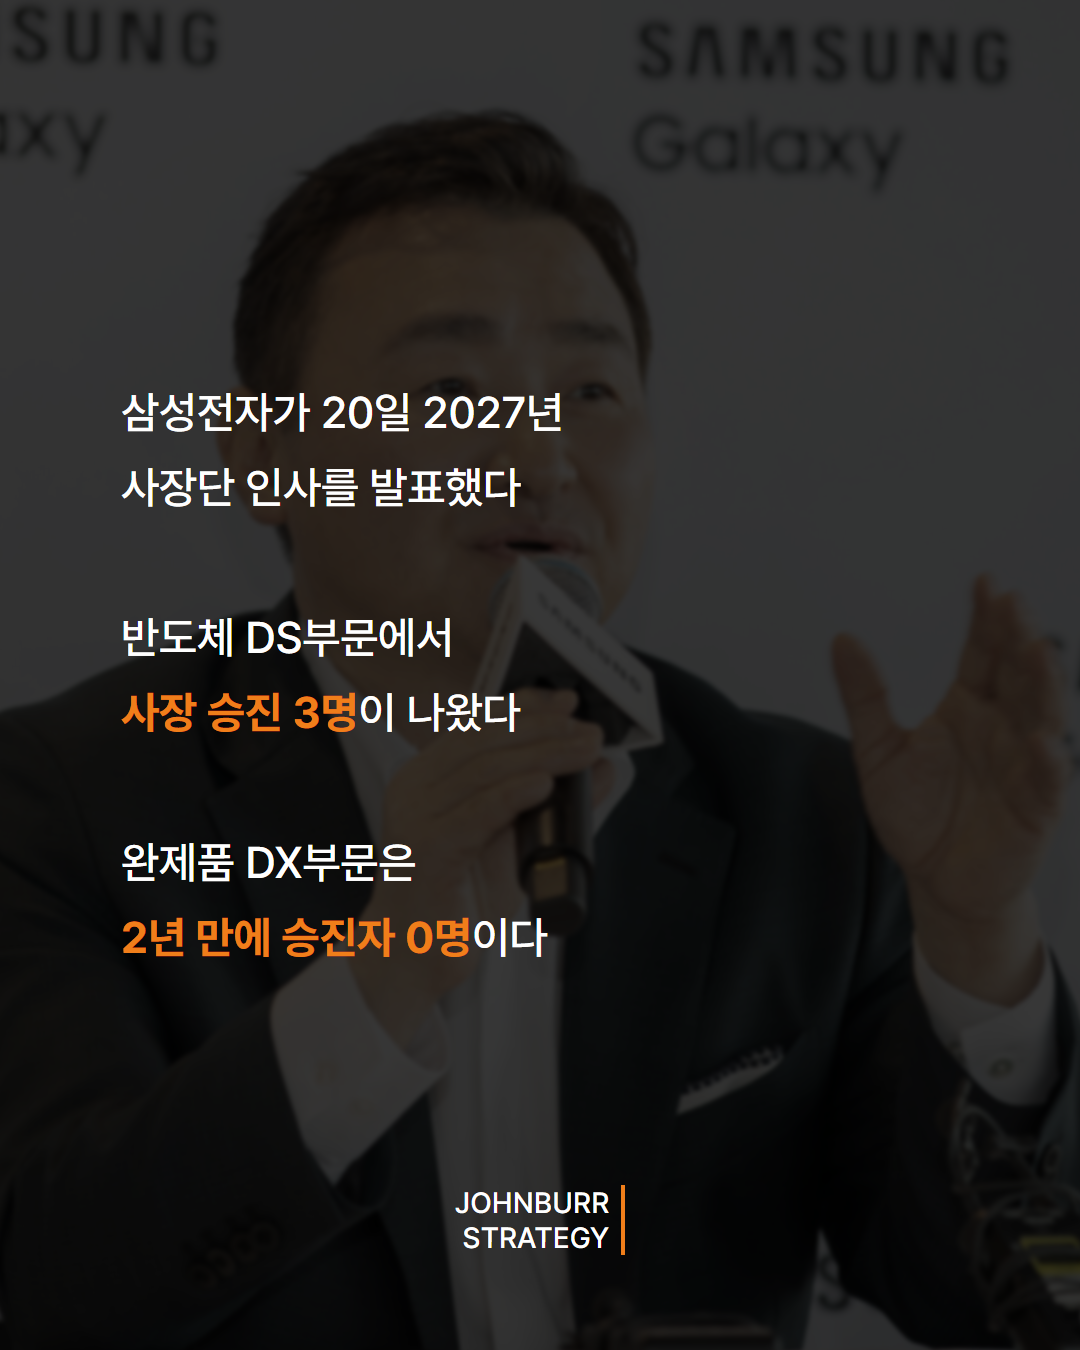 SUNG
axy
SAMSUNG
Galaxy
삼성전자가 20일 2027년
사장단 인사를 발표했다
반도체 DS부문에서
사장 승진 3명이 나왔다
완제품 DX부문은
2년 만에 승진자 0명이다
SAMSUNG
JOHNBURR
STRATEGY